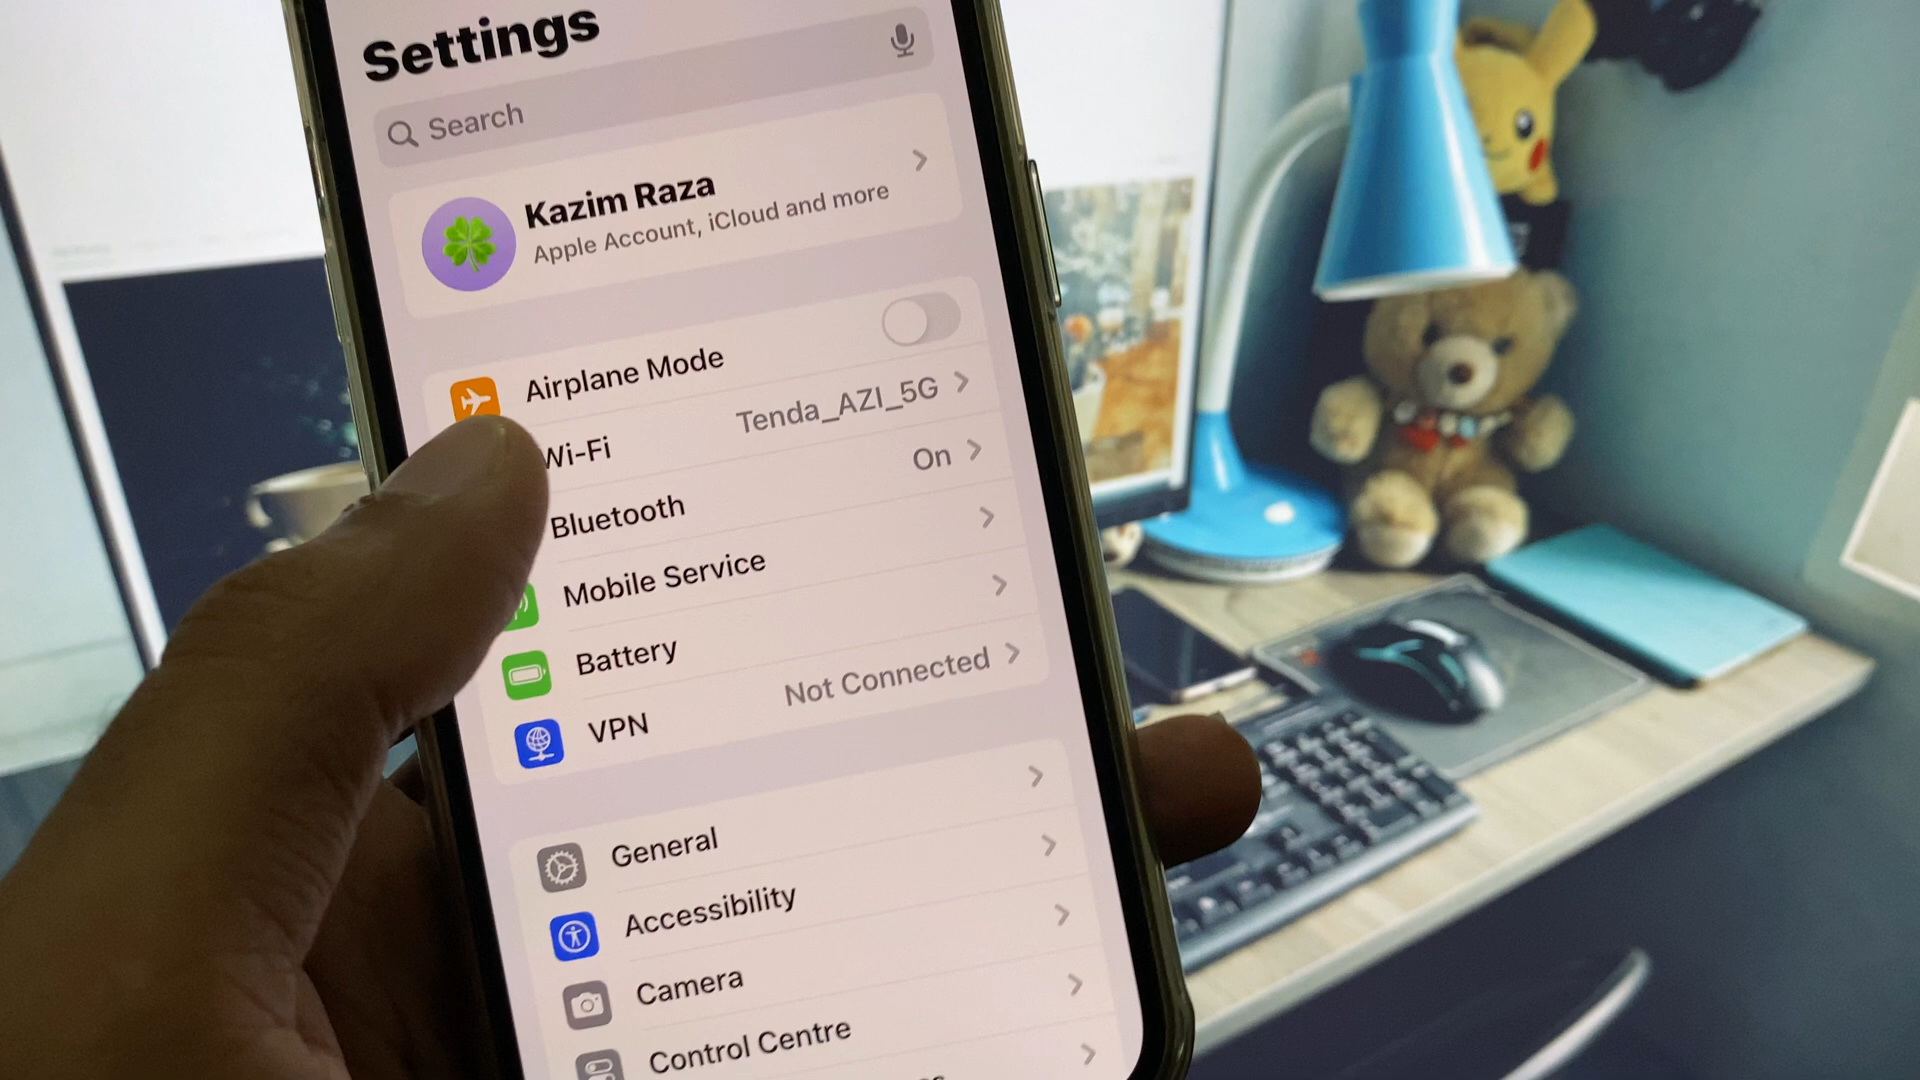 Settings
Search
Kazim Raza
Apple Account, iCloud and more
Airplane Mode
Wi-Fi Tenda_AZI_5G
Bluetooth On
Mobile Service
Battery
VPN Not Connected
General
Accessibility
Camera
Control Centre